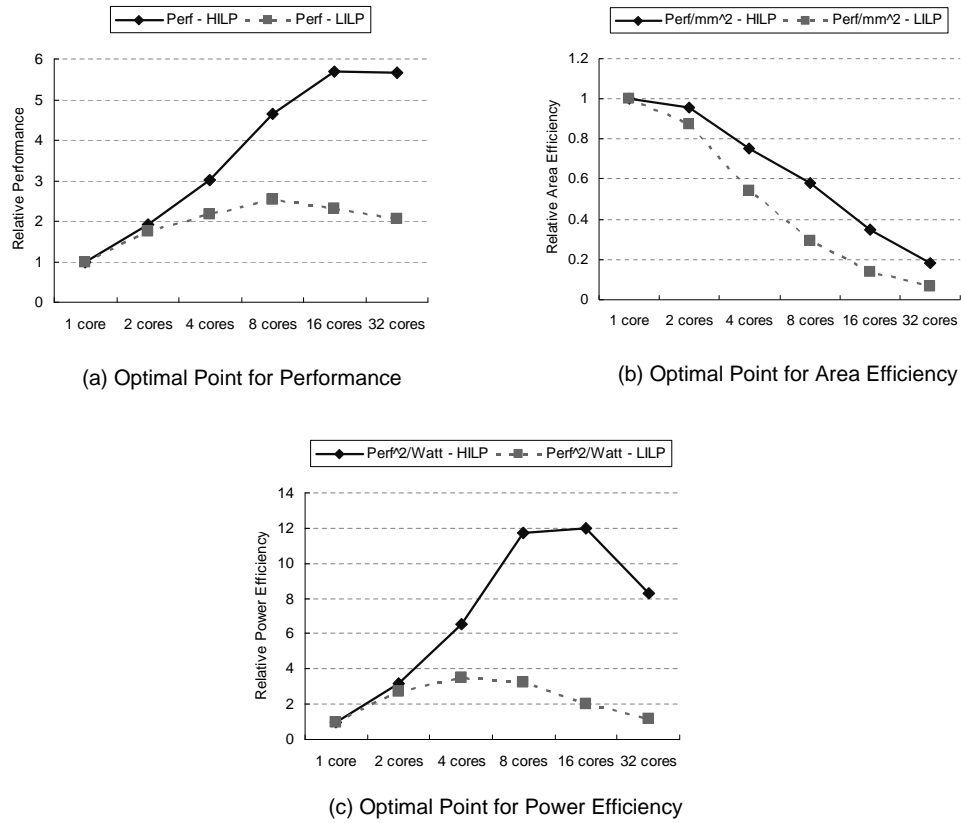 Perf - HILP Perf - LILP
Relative Performance
6
5
4
3
2
1
0
1 core 2 cores 4 cores 8 cores 16 cores 32 cores
(a) Optimal Point for Performance
Perf/mm^2 - HILP Perf/mm^2 - LILP
Relative Area Efficiency
1.2
1
0.8
0.6
0.4
0.2
0
1 core 2 cores 4 cores 8 cores 16 cores 32 cores
(b) Optimal Point for Area Efficiency
Perf^2/Watt - HILP Perf^2/Watt - LILP
Relative Power Efficiency
14
12
10
8
6
4
2
0
1 core 2 cores 4 cores 8 cores 16 cores 32 cores
(c) Optimal Point for Power Efficiency